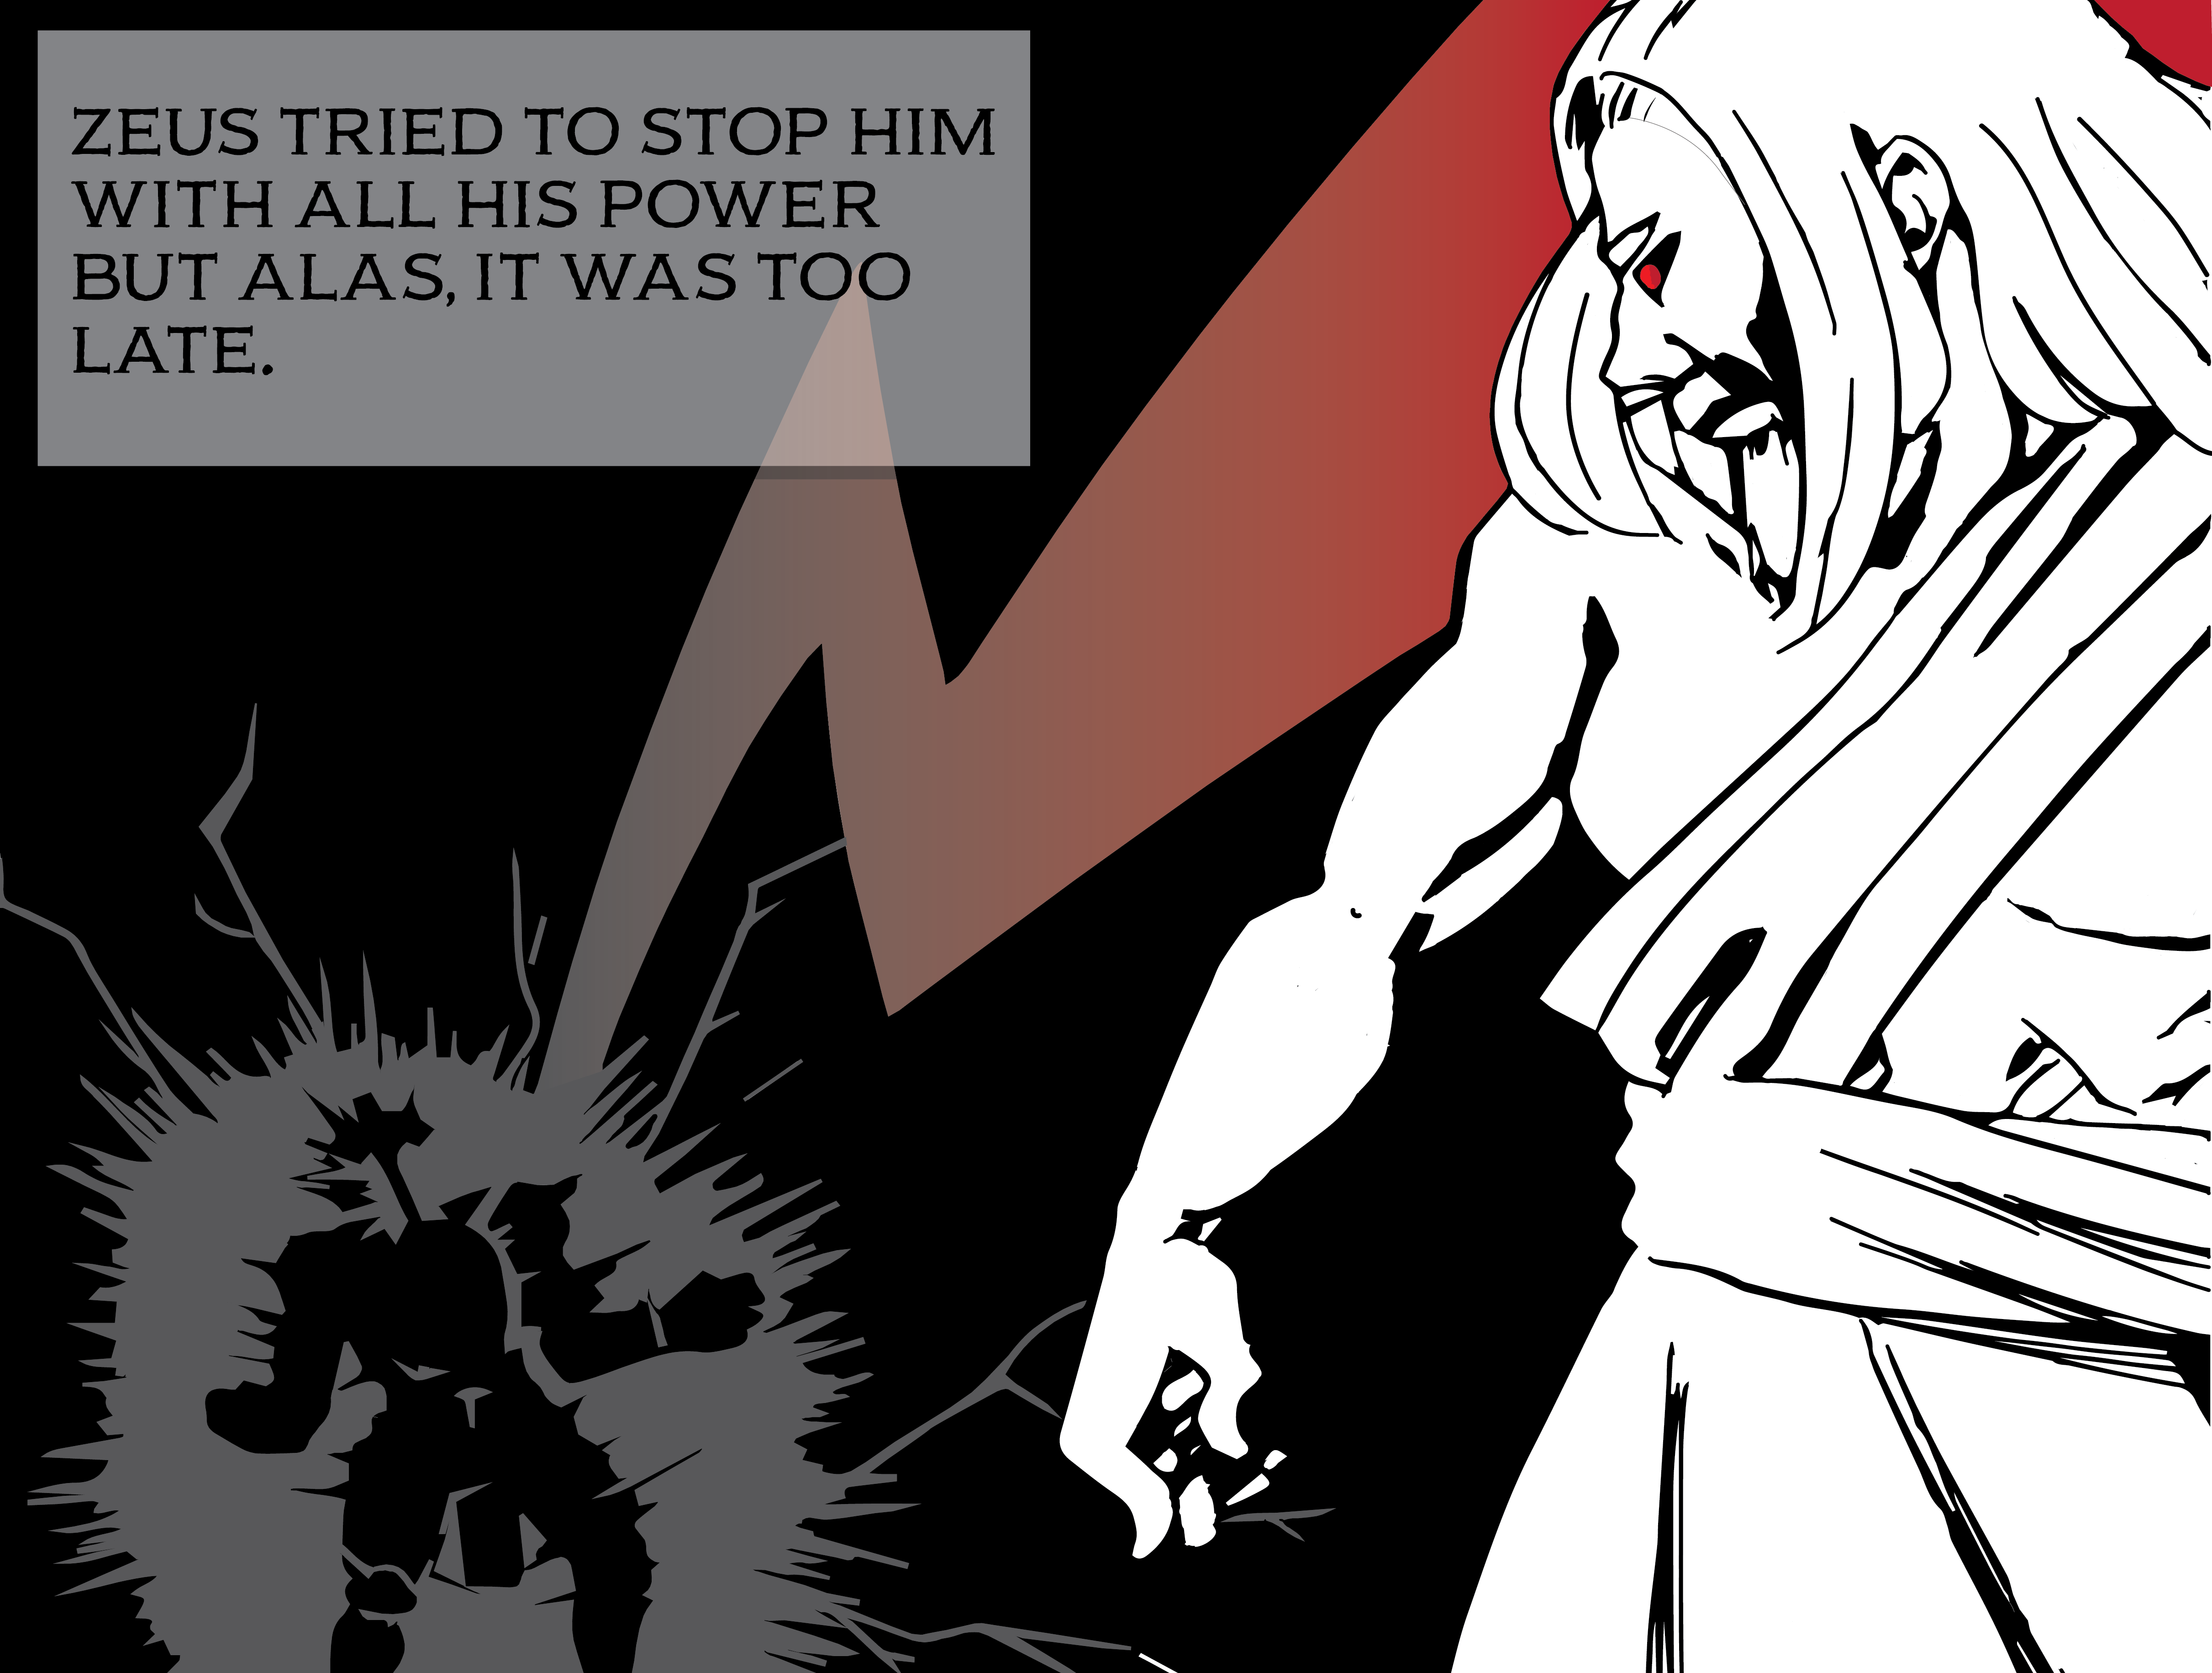 ZEUS TRIED TO STOP HIM
WITH ALL HIS POWER
BUT ALAS, IT WAS TOO
LATE.